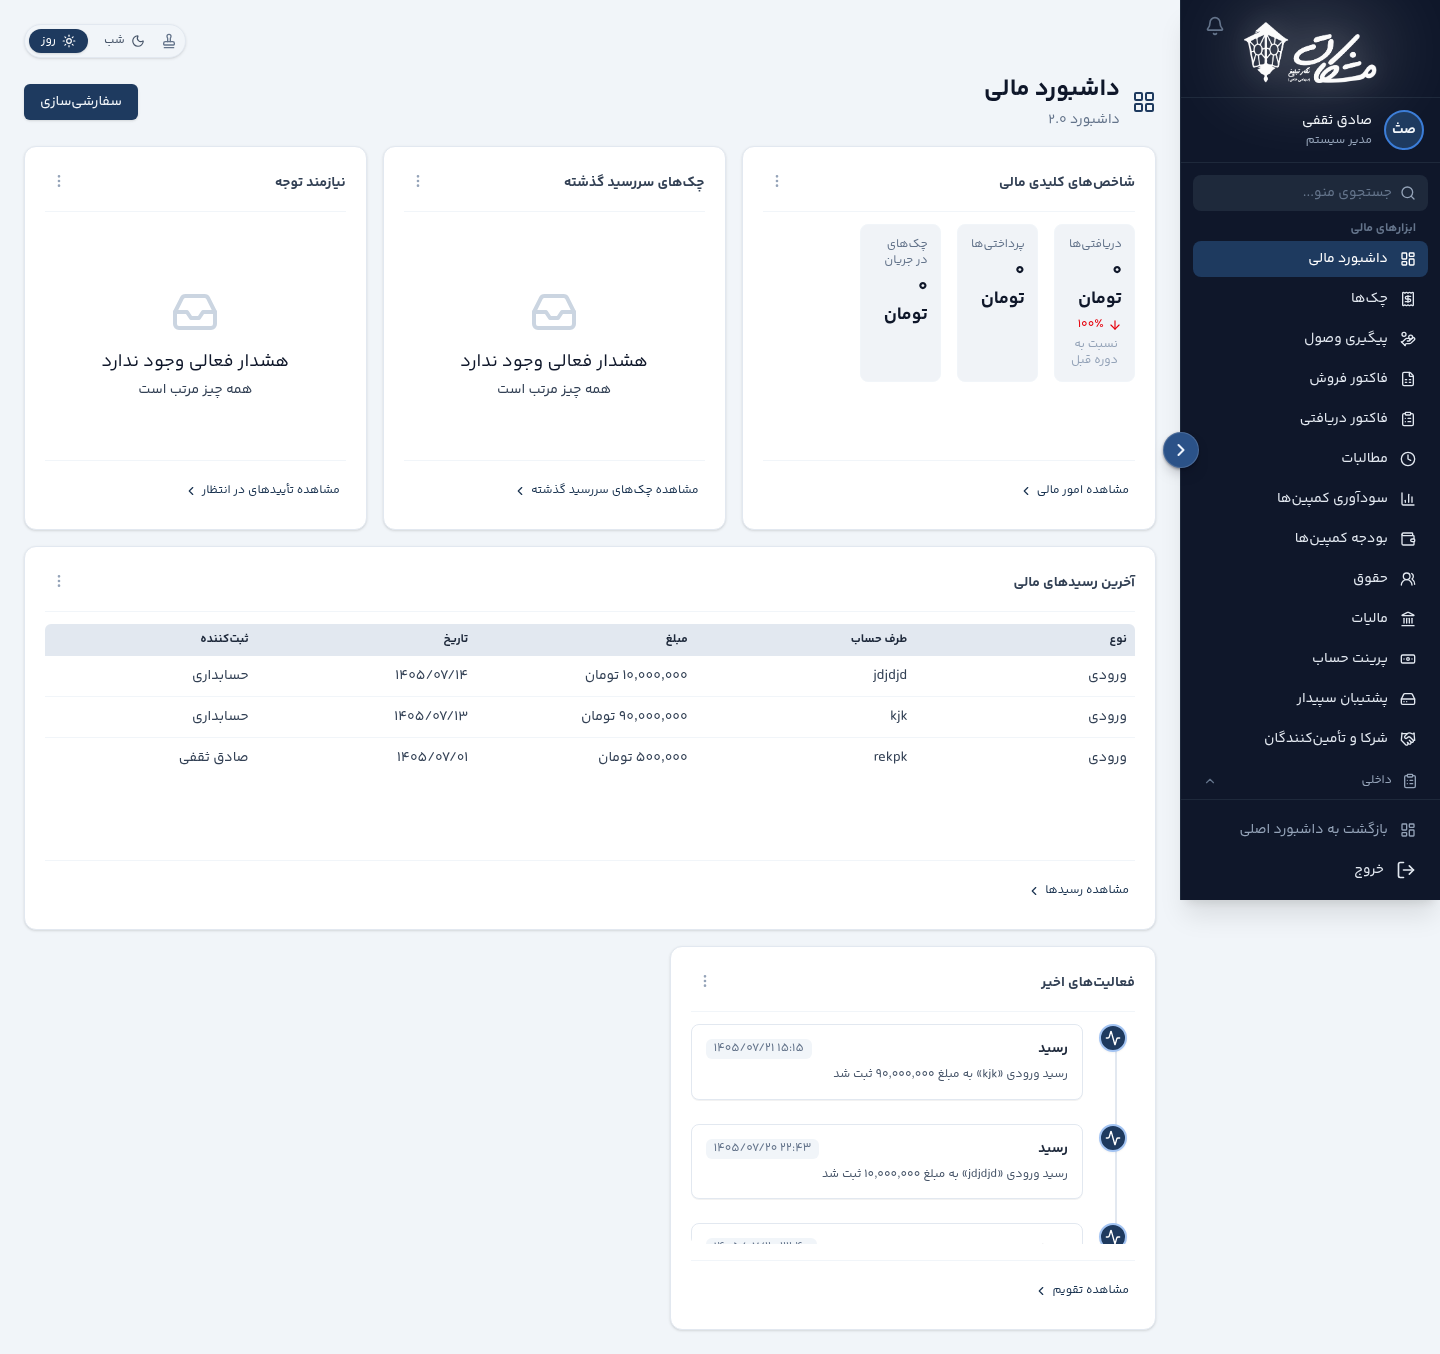 مشکات
صادق ثقفی
صث
مدیر سیستم
جستجوی منو...
ابزارهای مالی
داشبورد مالی
چک‌ها
پیگیری وصول
فاکتور فروش
فاکتور دریافتی
مطالبات
سودآوری کمپین‌ها
بودجه کمپین‌ها
حقوق
مالیات
پرینت حساب
پشتیبان سپیدار
شرکا و تأمین‌کنندگان
داخلی
بازگشت به داشبورد اصلی
خروج
شب
روز
داشبورد مالی
داشبورد ۲.۰
سفارشی‌سازی
شاخص‌های کلیدی مالی
دریافتی‌ها
۰
تومان
۱۰۰%
نسبت به
دوره قبل
پرداختی‌ها
۰
تومان
چک‌های
در جریان
۰
تومان
مشاهده امور مالی
چک‌های سررسید گذشته
هشدار فعالی وجود ندارد
همه چیز مرتب است
مشاهده چک‌های سررسید گذشته
نیازمند توجه
هشدار فعالی وجود ندارد
همه چیز مرتب است
مشاهده تأییدهای در انتظار
آخرین رسیدهای مالی
نوع طرف حساب مبلغ تاریخ ثبت‌کننده
ورودی jdjdjd ۱۰,۰۰۰,۰۰۰ تومان ۱۴۰۵/۰۷/۱۴ حسابداری
ورودی kjk ۹۰,۰۰۰,۰۰۰ تومان ۱۴۰۵/۰۷/۱۳ حسابداری
ورودی rekpk ۵۰۰,۰۰۰ تومان ۱۴۰۵/۰۷/۰۱ صادق ثقفی
مشاهده رسیدها
فعالیت‌های اخیر
رسید
۱۴۰۵/۰۷/۲۱ ۱۵:۱۵
رسید ورودی «kjk» به مبلغ ۹۰,۰۰۰,۰۰۰ ثبت شد
رسید
۱۴۰۵/۰۷/۲۰ ۲۲:۴۳
رسید ورودی «jdjdjd» به مبلغ ۱۰,۰۰۰,۰۰۰ ثبت شد
مشاهده تقویم